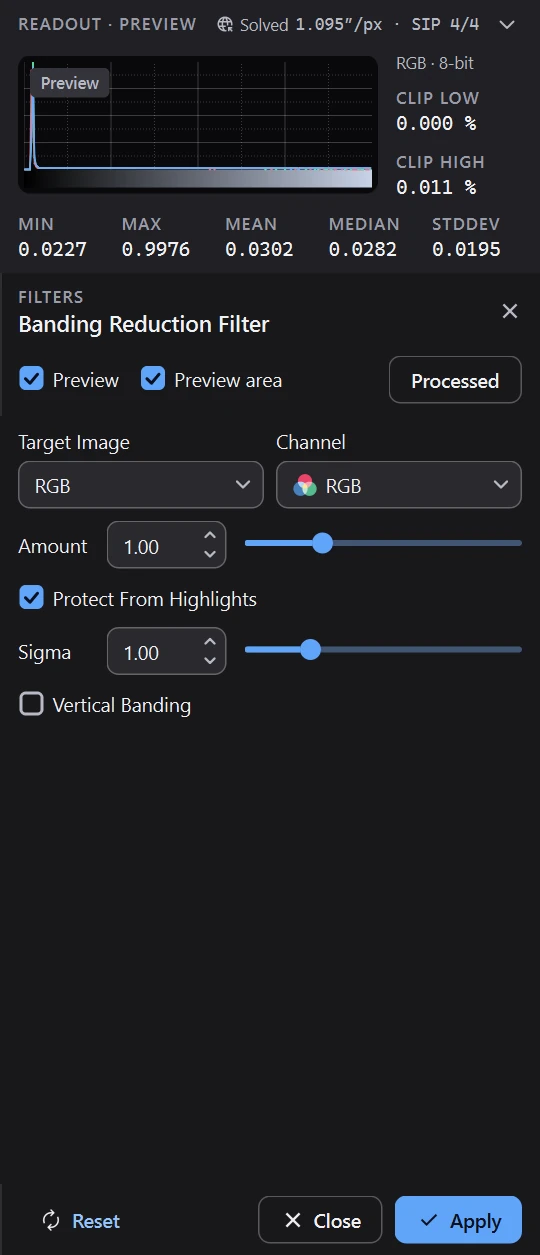 READOUT · PREVIEW Solved 1.095″/px · SIP 4/4
RGB · 8-bit
Preview
CLIP LOW
0.000 %
CLIP HIGH
0.011 %
MIN MAX MEAN MEDIAN STDDEV
0.0227 0.9976 0.0302 0.0282 0.0195
FILTERS
Banding Reduction Filter
Preview Preview area Processed
Target Image Channel
RGB RGB
Amount 1.00
Protect From Highlights
Sigma 1.00
Vertical Banding
Reset Close Apply